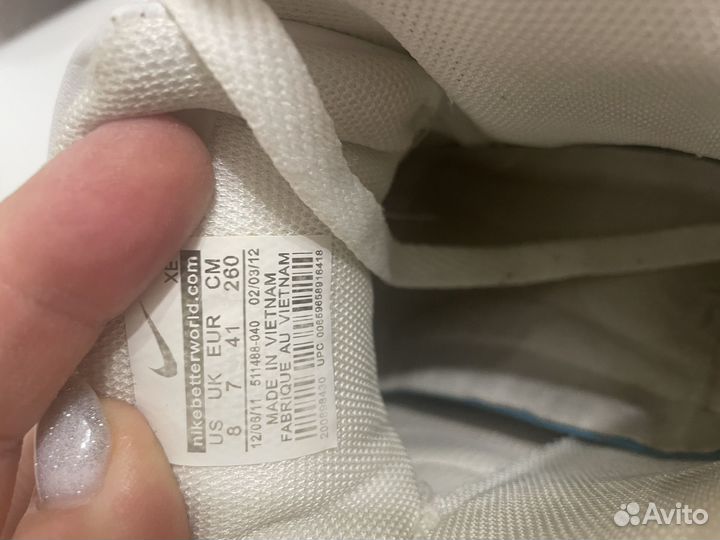 XE
nikebetterworld.com
US UK EUR CM
8 7 41 260
12/06/11 511488-040 02/03/12
MADE IN VIETNAM
FABRIQUE AU VIETNAM
UPC 00659658916418
Avito